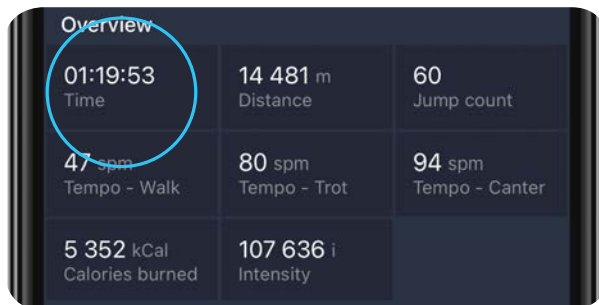 Overview
01:19:53 14 481 m 60
Time Distance Jump count
47 spm 80 spm 94 spm
Tempo - Walk Tempo - Trot Tempo - Canter
5 352 kCal 107 636 i
Calories burned Intensity